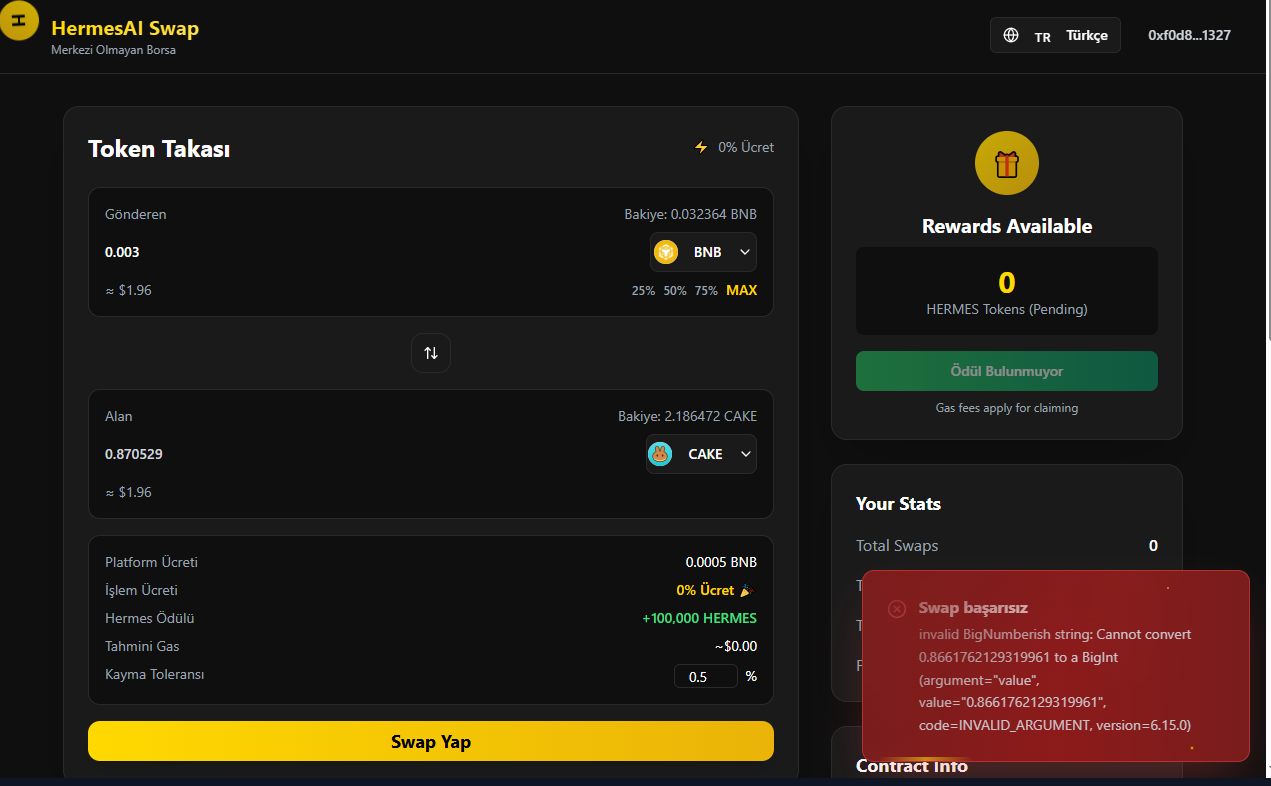 H
HermesAI Swap
Merkezi Olmayan Borsa
TR Türkçe
0xf0d8...1327
Token Takası
⚡ 0% Ücret
Gönderen
Bakiye: 0.032364 BNB
0.003
BNB
≈ $1.96
25% 50% 75% MAX
Alan
Bakiye: 2.186472 CAKE
0.870529
CAKE
≈ $1.96
Platform Ücreti
0.0005 BNB
İşlem Ücreti
0% Ücret 🎉
Hermes Ödülü
+100,000 HERMES
Tahmini Gas
~$0.00
Kayma Toleransı
0.5 %
Swap Yap
Rewards Available
0
HERMES Tokens (Pending)
Ödül Bulunmuyor
Gas fees apply for claiming
Your Stats
Total Swaps
0
Swap başarısız
invalid BigNumberish string: Cannot convert
0.8661762129319961 to a BigInt
(argument="value",
value="0.8661762129319961",
code=INVALID_ARGUMENT, version=6.15.0)
Contract Info